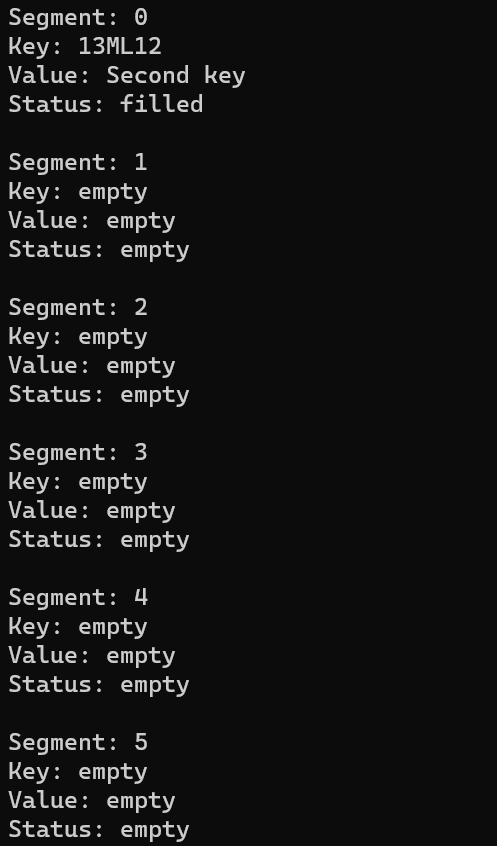 Segment: 0
Key: 13ML12
Value: Second key
Status: filled
Segment: 1
Key: empty
Value: empty
Status: empty
Segment: 2
Key: empty
Value: empty
Status: empty
Segment: 3
Key: empty
Value: empty
Status: empty
Segment: 4
Key: empty
Value: empty
Status: empty
Segment: 5
Key: empty
Value: empty
Status: empty